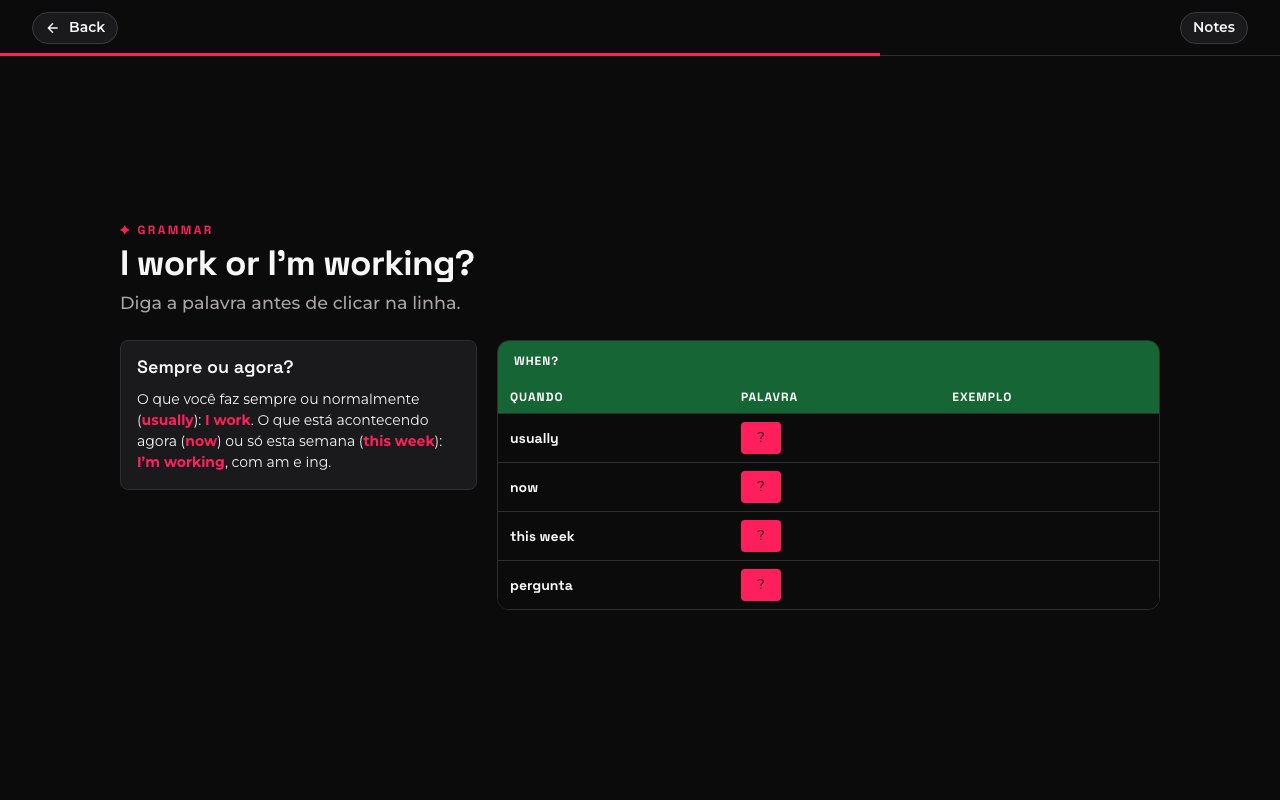 ← Back
Notes
✦ GRAMMAR
I work or I’m working?
Diga a palavra antes de clicar na linha.
Sempre ou agora?
O que você faz sempre ou normalmente
(usually): I work. O que está acontecendo
agora (now) ou só esta semana (this week):
I’m working, com am e ing.
WHEN?
QUANDO PALAVRA EXEMPLO
usually ?
now ?
this week ?
pergunta ?